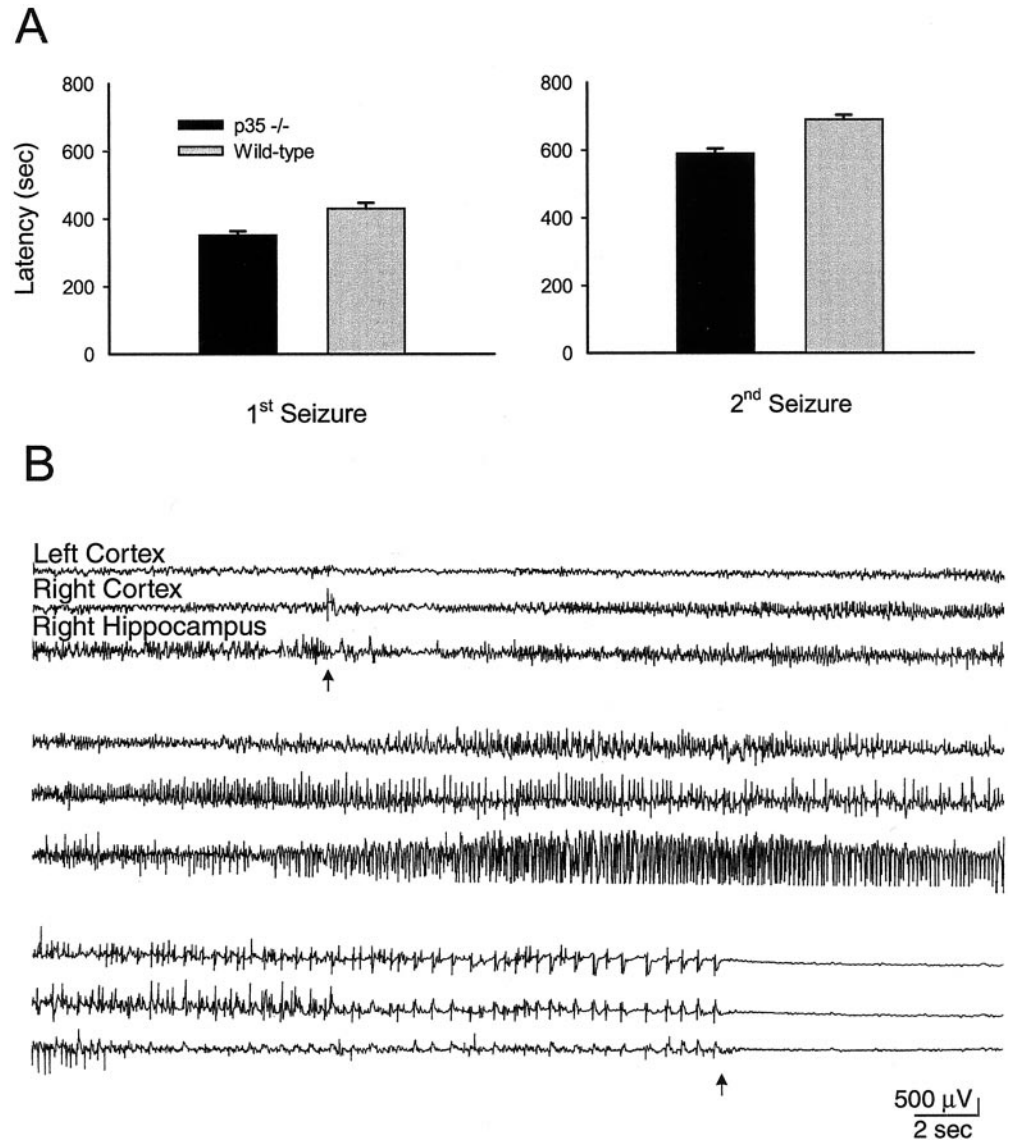 A
800
600
400
200
0
Latency (sec)
p35 -/-
Wild-type
1st Seizure
800
600
400
200
0
2nd Seizure
B
Left Cortex
Right Cortex
Right Hippocampus
500 μV
2 sec